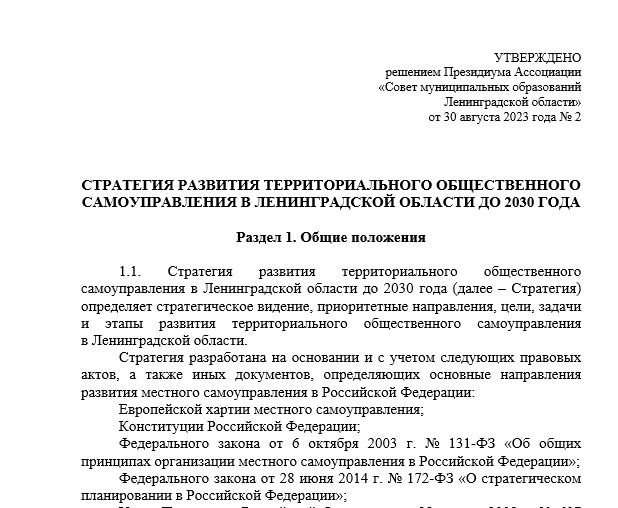 УТВЕРЖДЕНО
решением Президиума Ассоциации
«Совет муниципальных образований
Ленинградской области»
от 30 августа 2023 года № 2
СТРАТЕГИЯ РАЗВИТИЯ ТЕРРИТОРИАЛЬНОГО ОБЩЕСТВЕННОГО
САМОУПРАВЛЕНИЯ В ЛЕНИНГРАДСКОЙ ОБЛАСТИ ДО 2030 ГОДА
Раздел 1. Общие положения
1.1. Стратегия развития территориального общественного
самоуправления в Ленинградской области до 2030 года (далее – Стратегия)
определяет стратегическое видение, приоритетные направления, цели, задачи
и этапы развития территориального общественного самоуправления
в Ленинградской области.
Стратегия разработана на основании и с учетом следующих правовых
актов, а также иных документов, определяющих основные направления
развития местного самоуправления в Российской Федерации:
Европейской хартии местного самоуправления;
Конституции Российской Федерации;
Федерального закона от 6 октября 2003 г. № 131-ФЗ «Об общих
принципах организации местного самоуправления в Российской Федерации»;
Федерального закона от 28 июня 2014 г. № 172-ФЗ «О стратегическом
планировании в Российской Федерации»;